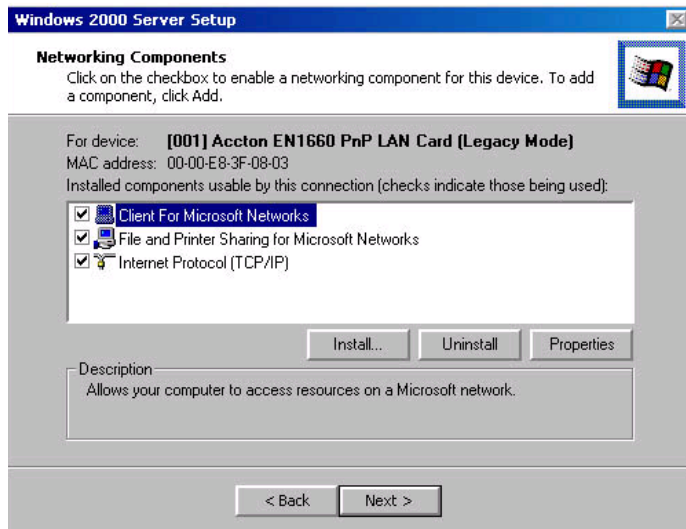 Windows 2000 Server Setup
Networking Components
Click on the checkbox to enable a networking component for this device. To add
a component, click Add.
For device: [001] Accton EN1660 PnP LAN Card (Legacy Mode)
MAC address: 00-00-E8-3F-08-03
Installed components usable by this connection (checks indicate those being used):
Client For Microsoft Networks
File and Printer Sharing for Microsoft Networks
Internet Protocol (TCP/IP)
Install... Uninstall Properties
Description
Allows your computer to access resources on a Microsoft network.
< Back Next >